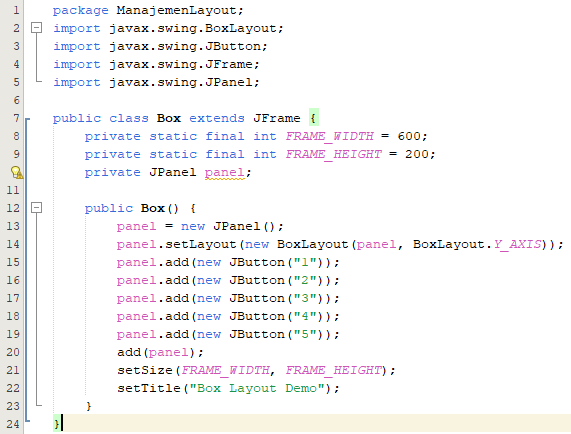 1 package ManajemenLayout;
2 import javax.swing.BoxLayout;
3 import javax.swing.JButton;
4 import javax.swing.JFrame;
5 import javax.swing.JPanel;
6
7 public class Box extends JFrame {
8     private static final int FRAME_WIDTH = 600;
9     private static final int FRAME_HEIGHT = 200;
    private JPanel panel;
11
12     public Box() {
13         panel = new JPanel();
14         panel.setLayout(new BoxLayout(panel, BoxLayout.Y_AXIS));
15         panel.add(new JButton("1"));
16         panel.add(new JButton("2"));
17         panel.add(new JButton("3"));
18         panel.add(new JButton("4"));
19         panel.add(new JButton("5"));
20         add(panel);
21         setSize(FRAME_WIDTH, FRAME_HEIGHT);
22         setTitle("Box Layout Demo");
23     }
24 }